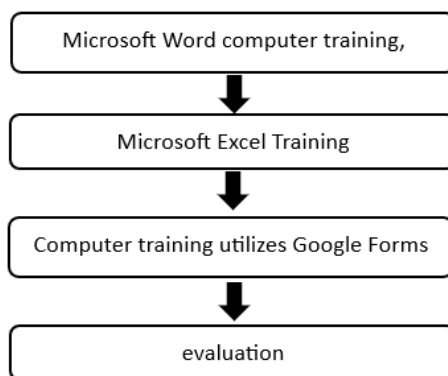 Microsoft Word computer training,
Microsoft Excel Training
Computer training utilizes Google Forms
evaluation